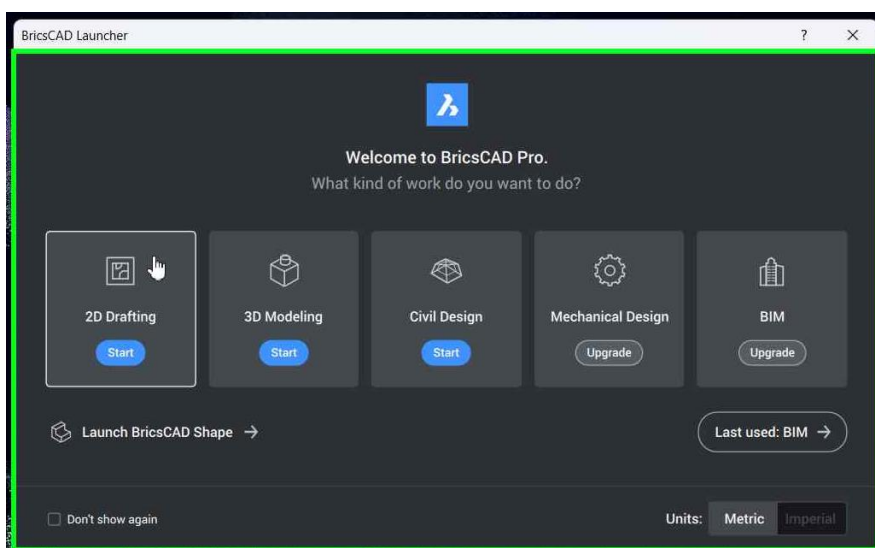 BricsCAD Launcher ? ×
Welcome to BricsCAD Pro.
What kind of work do you want to do?
2D Drafting 3D Modeling Civil Design Mechanical Design BIM
Start Start Start Upgrade Upgrade
Launch BricsCAD Shape → Last used: BIM →
Don't show again Units: Metric Imperial